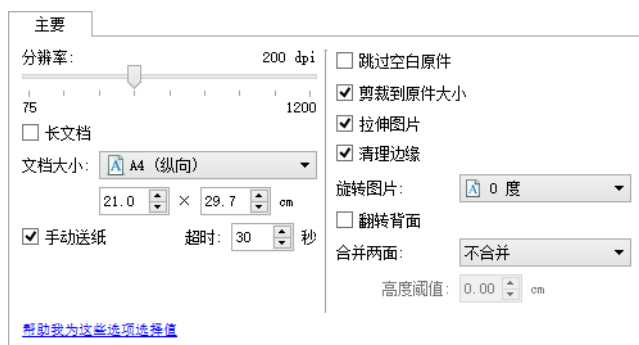 主要
分辨率: 200 dpi
75 1200
长文档
文档大小: A4 (纵向)
21.0 × 29.7 cm
手动送纸 超时: 30 秒
帮助我为这些选项选择值
跳过空白原件
剪裁到原件大小
拉伸图片
清理边缘
旋转图片: 0 度
翻转背面
合并两面: 不合并
高度阈值: 0.00 cm